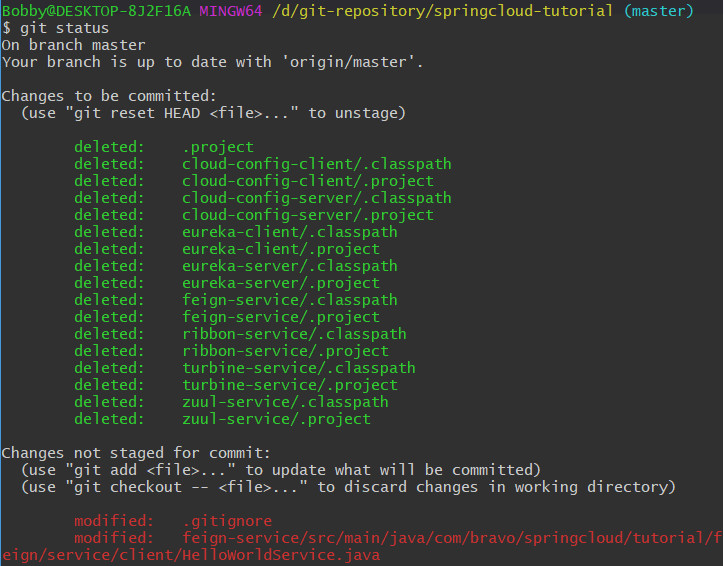 Bobby@DESKTOP-8J2F16A MINGW64 /d/git-repository/springcloud-tutorial (master)
$ git status
On branch master
Your branch is up to date with 'origin/master'.
Changes to be committed:
(use "git reset HEAD <file>..." to unstage)
deleted: .project
deleted: cloud-config-client/.classpath
deleted: cloud-config-client/.project
deleted: cloud-config-server/.classpath
deleted: cloud-config-server/.project
deleted: eureka-client/.classpath
deleted: eureka-client/.project
deleted: eureka-server/.classpath
deleted: eureka-server/.project
deleted: feign-service/.classpath
deleted: feign-service/.project
deleted: ribbon-service/.classpath
deleted: ribbon-service/.project
deleted: turbine-service/.classpath
deleted: turbine-service/.project
deleted: zuul-service/.classpath
deleted: zuul-service/.project
Changes not staged for commit:
(use "git add <file>..." to update what will be committed)
(use "git checkout -- <file>..." to discard changes in working directory)
modified: .gitignore
modified: feign-service/src/main/java/com/bravo/springcloud/tutorial/f
eign/service/client/HelloWorldService.java